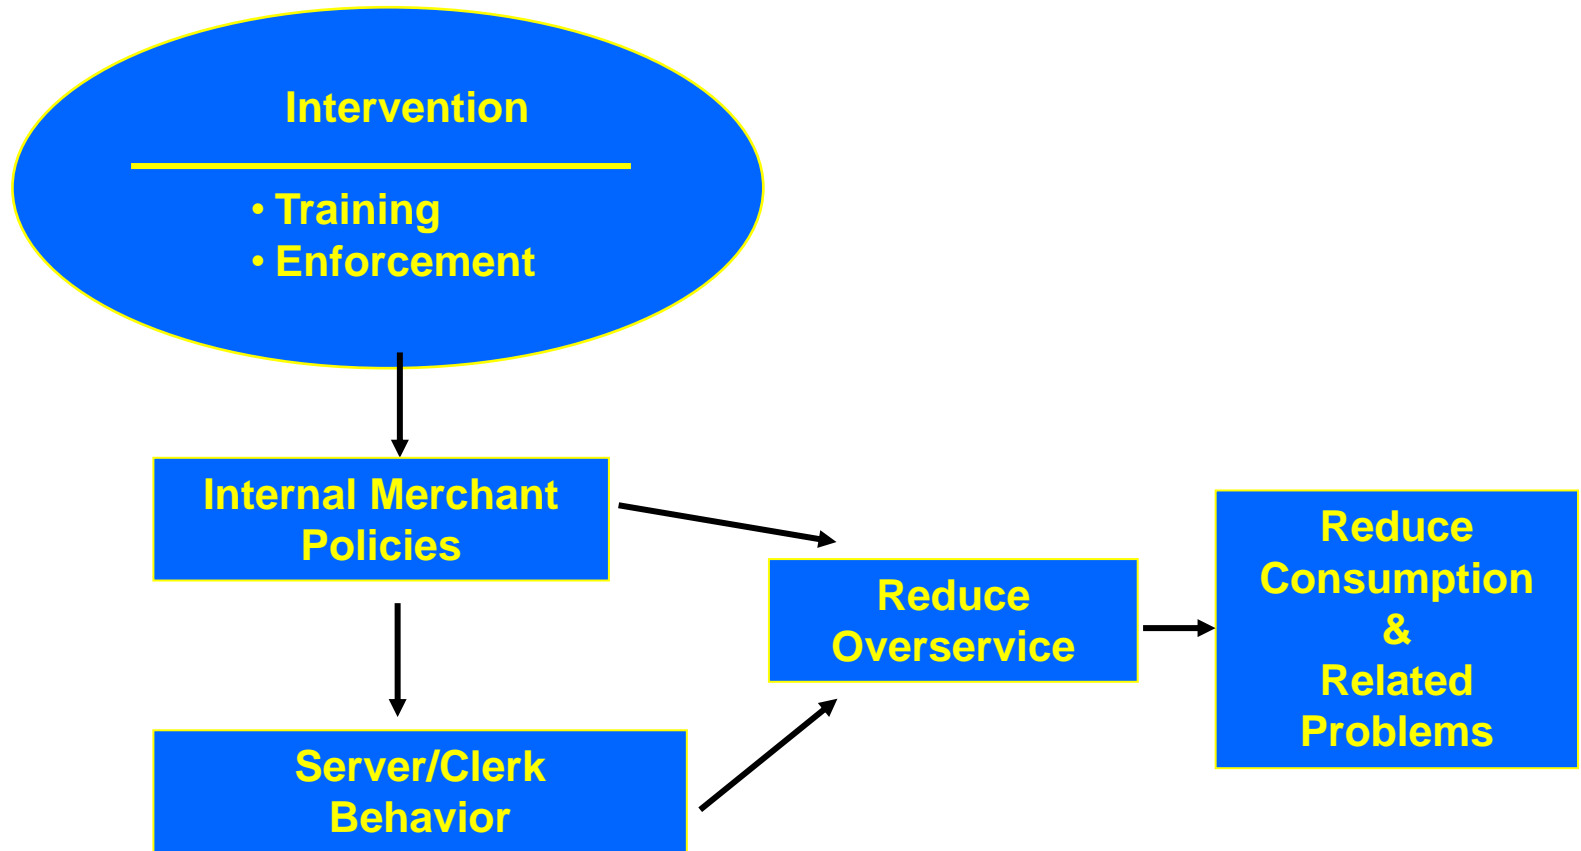 Intervention
• Training
• Enforcement
Internal Merchant
Policies
Server/Clerk
Behavior
Reduce
Overservice
Reduce
Consumption
&
Related
Problems